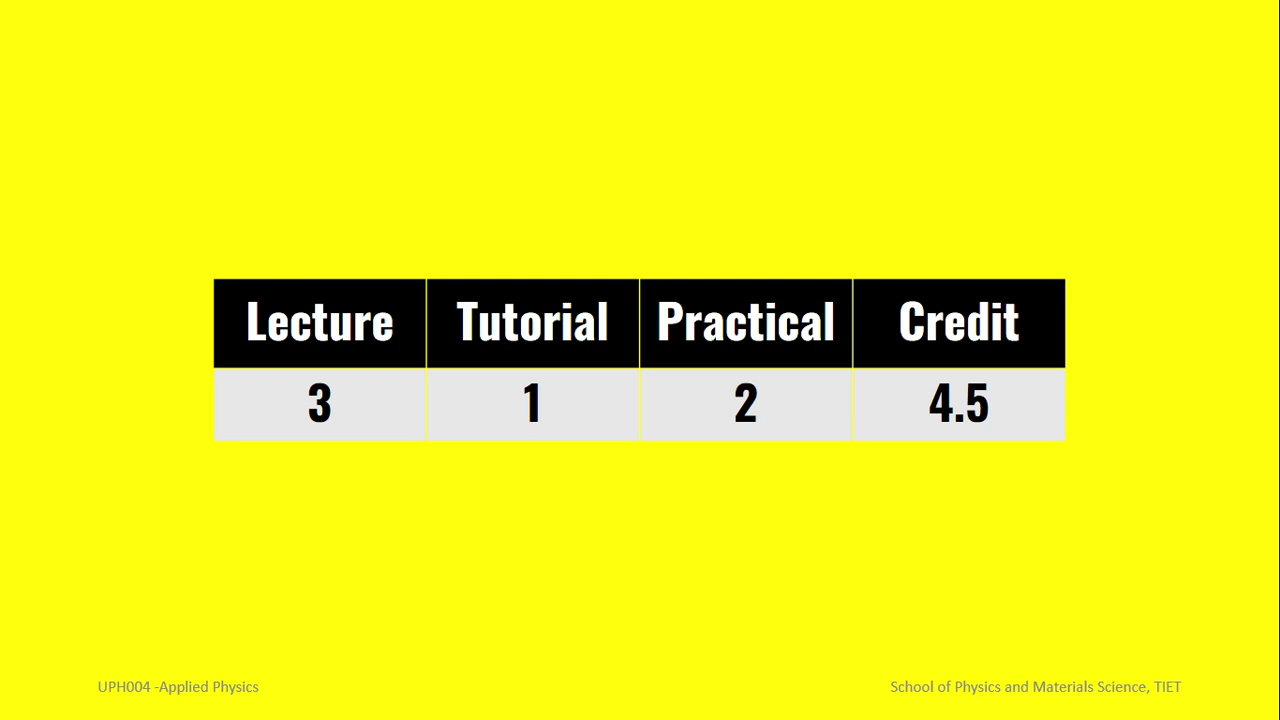 Lecture Tutorial Practical Credit
3 1 2 4.5
UPH004 -Applied Physics School of Physics and Materials Science, TIET